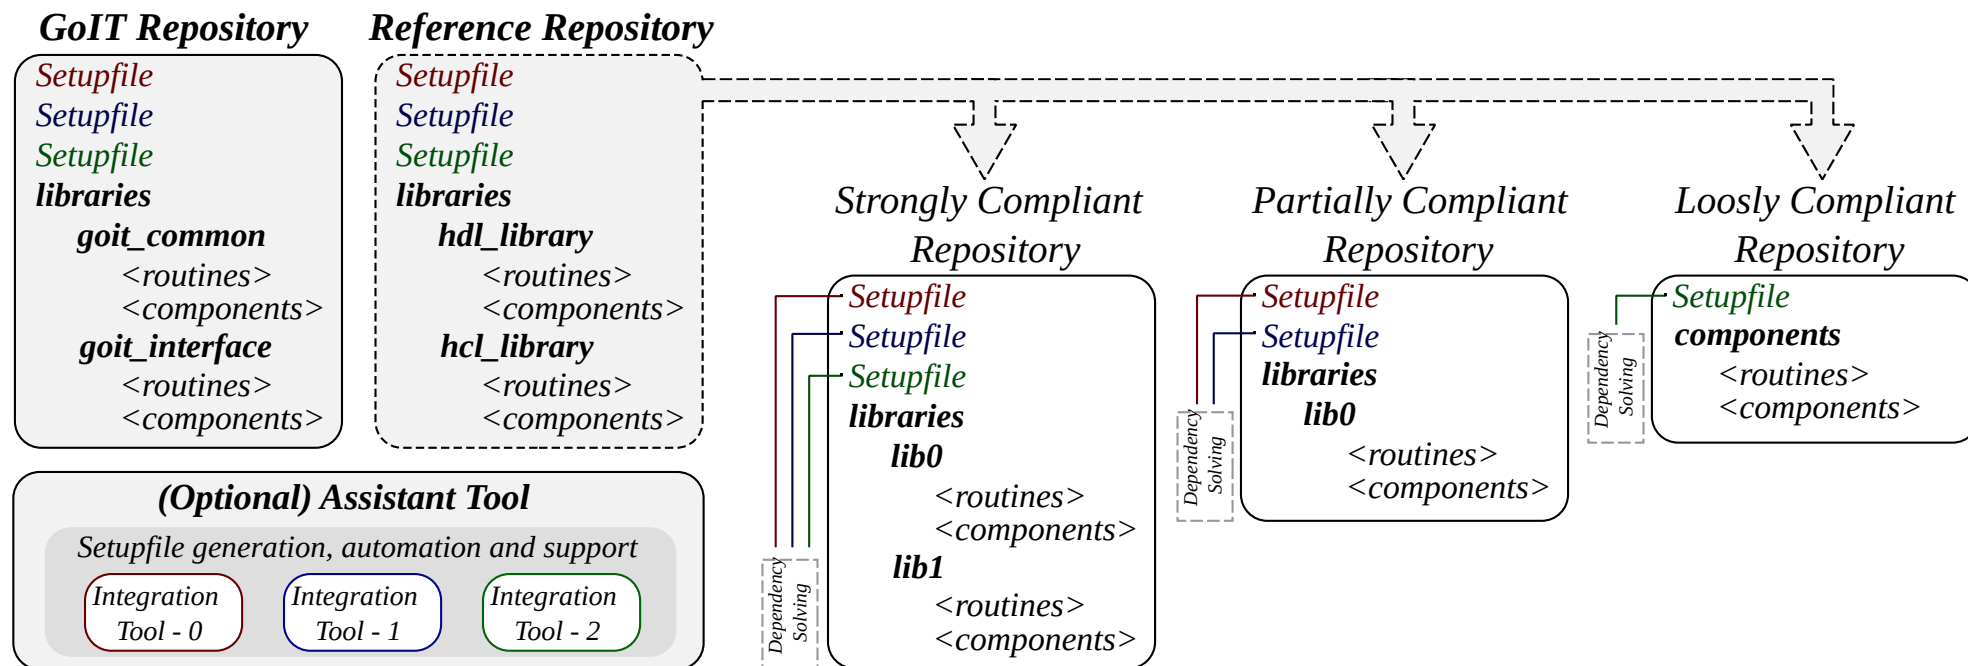 GoIT Repository
Setupfile
Setupfile
Setupfile
libraries
goit_common
<routines>
<components>
goit_interface
<routines>
<components>
Reference Repository
Setupfile
Setupfile
Setupfile
libraries
hdl_library
<routines>
<components>
hcl_library
<routines>
<components>
(Optional) Assistant Tool
Setupfile generation, automation and support
Integration
Tool - 0
Integration
Tool - 1
Integration
Tool - 2
Strongly Compliant
Repository
Setupfile
Setupfile
Setupfile
libraries
lib0
<routines>
<components>
lib1
<routines>
<components>
Dependency
Solving
Partially Compliant
Repository
Setupfile
Setupfile
libraries
lib0
<routines>
<components>
Dependency
Solving
Loosly Compliant
Repository
Setupfile
components
<routines>
<components>
Dependency
Solving